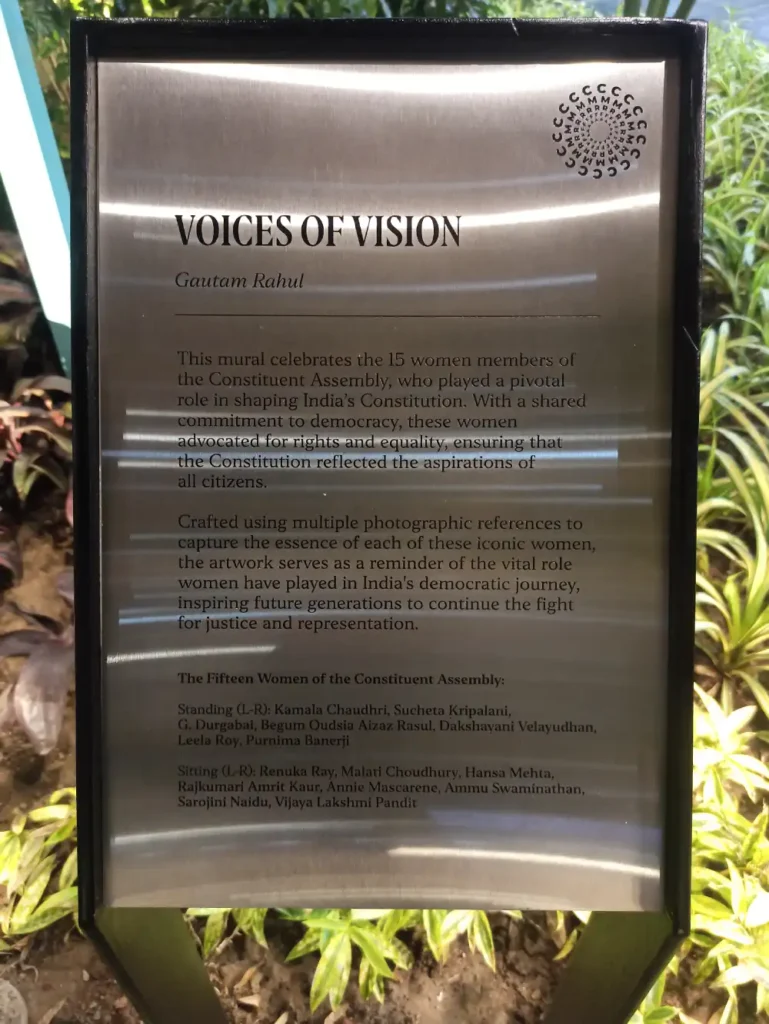 VOICES OF VISION
Gautam Rahul
This mural celebrates the 15 women members of
the Constituent Assembly, who played a pivotal
role in shaping India's Constitution. With a shared
commitment to democracy, these women
advocated for rights and equality, ensuring that
the Constitution reflected the aspirations of
all citizens.
Crafted using multiple photographic references to
capture the essence of each of these iconic women,
the artwork serves as a reminder of the vital role
women have played in India's democratic journey,
inspiring future generations to continue the fight
for justice and representation.
The Fifteen Women of the Constituent Assembly:
Standing (L-R): Kamala Chaudhri, Sucheta Kripalani,
G. Durgabai, Begum Qudsia Aizaz Rasul, Dakshayani Velayudhan,
Leela Roy, Purnima Banerji
Sitting (L-R): Renuka Ray, Malati Choudhury, Hansa Mehta,
Rajkumari Amrit Kaur, Annie Mascarene, Ammu Swaminathan,
Sarojini Naidu, Vijaya Lakshmi Pandit